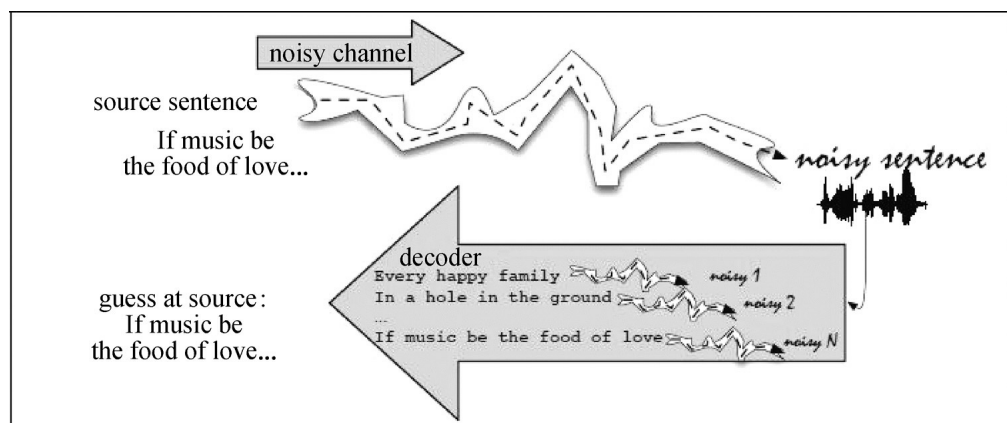 noisy channel
source sentence
If music be
the food of love...
noisy sentence
decoder
Every happy family noisy 1
In a hole in the ground noisy 2
...
If music be the food of love noisy N
guess at source:
If music be
the food of love...